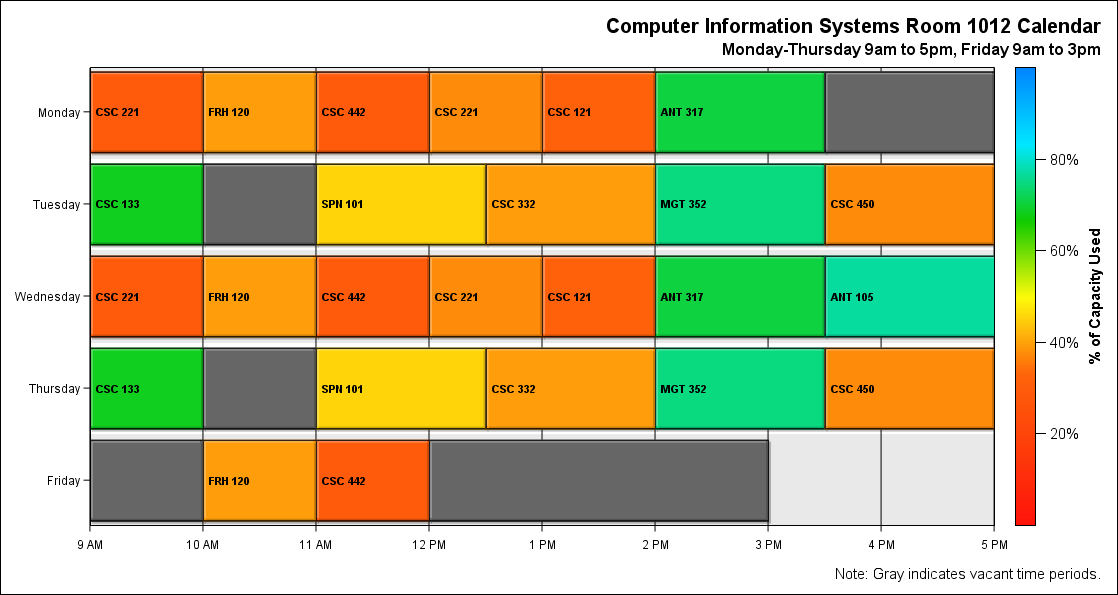 Computer Information Systems Room 1012 Calendar
Monday-Thursday 9am to 5pm, Friday 9am to 3pm
Monday CSC 221 FRH 120 CSC 442 CSC 221 CSC 121 ANT 317
Tuesday CSC 133 SPN 101 CSC 332 MGT 352 CSC 450
Wednesday CSC 221 FRH 120 CSC 442 CSC 221 CSC 121 ANT 317 ANT 105
Thursday CSC 133 SPN 101 CSC 332 MGT 352 CSC 450
Friday FRH 120 CSC 442
9 AM 10 AM 11 AM 12 PM 1 PM 2 PM 3 PM 4 PM 5 PM
80%
60%
40%
20%
% of Capacity Used
Note: Gray indicates vacant time periods.